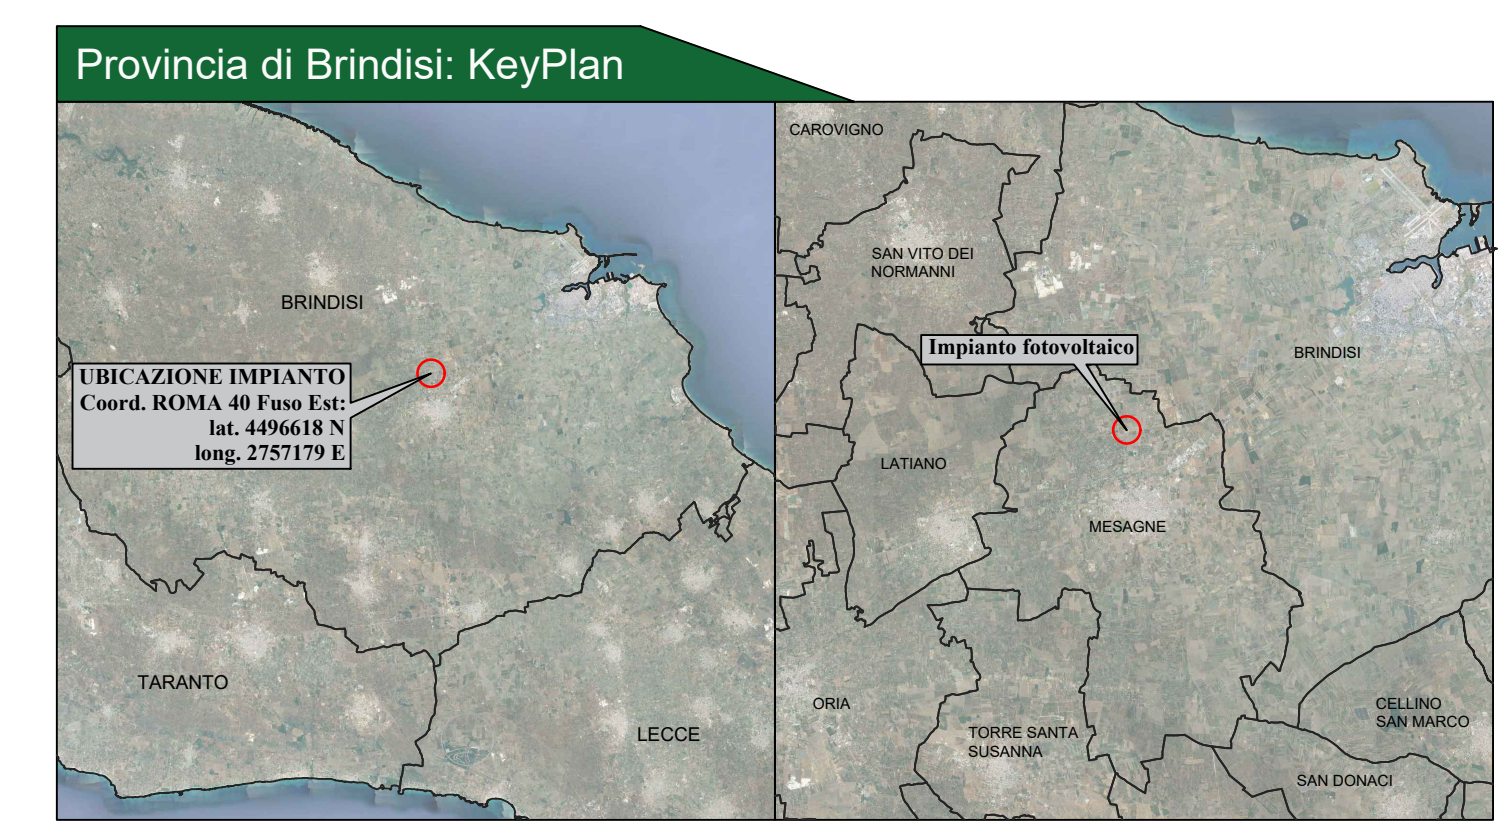 Provincia di Brindisi: KeyPlan
BRINDISI
UBICAZIONE IMPIANTO
Coord. ROMA 40 Fuso Est:
lat. 4496618 N
long. 2757179 E
TARANTO
LECCE
CAROVIGNO
SAN VITO DEI
NORMANNI
Impianto fotovoltaico
BRINDISI
LATIANO
MESAGNE
ORIA
TORRE SANTA
SUSANNA
CELLINO
SAN MARCO
SAN DONACI